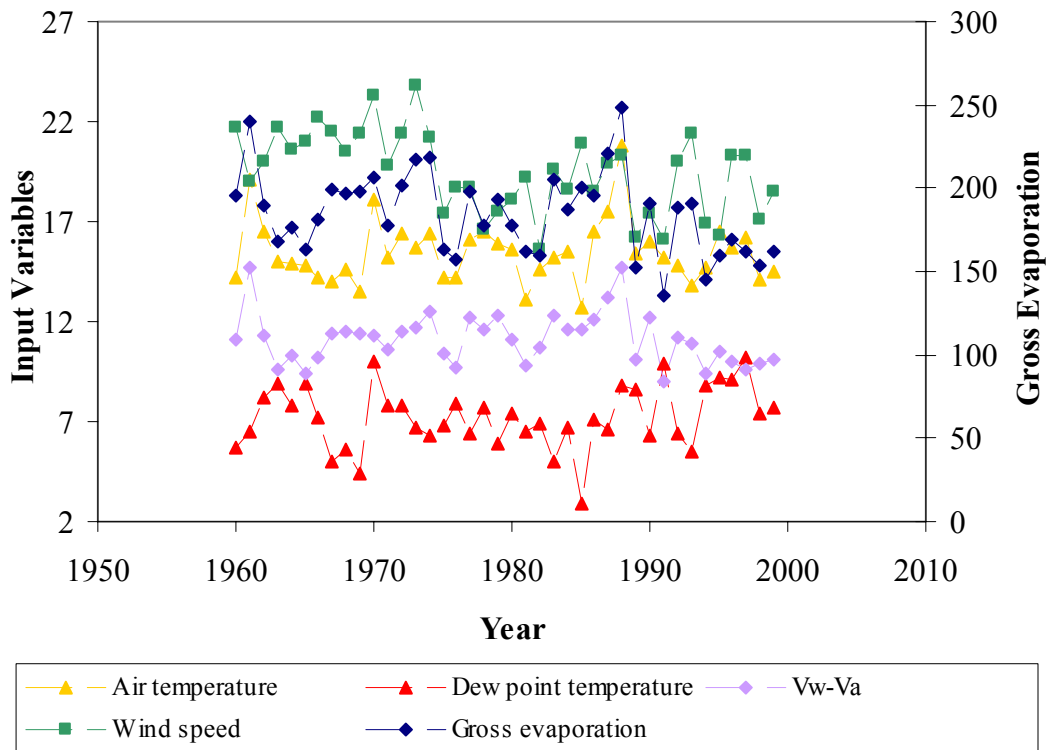 27
22
17
12
7
2
Input Variables
300
250
200
150
100
50
0
Gross Evaporation
1950 1960 1970 1980 1990 2000 2010
Year
Air temperature Dew point temperature Vw-Va
Wind speed Gross evaporation